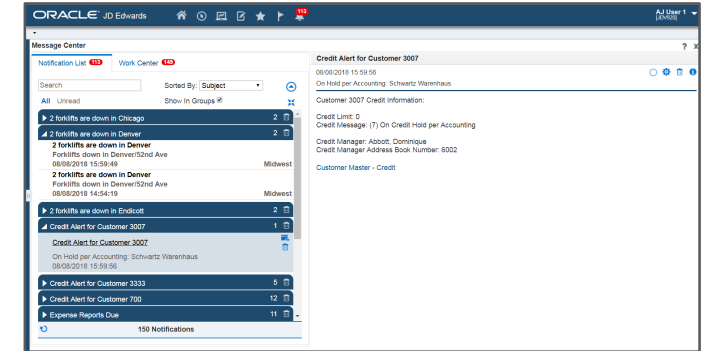 ORACLE JD Edwards
113
AJ User 1
[JDV920]
Message Center
? X
Notification List 113 Work Center 149
Search
Sorted By: Subject
All Unread
Show In Groups
2 forklifts are down in Chicago 2
2 forklifts are down in Denver 2
2 forklifts are down in Denver
Forklifts down in Denver/52nd Ave
08/08/2018 15:59:49 Midwest
2 forklifts are down in Denver
Forklifts down in Denver/52nd Ave
08/08/2018 14:54:19 Midwest
2 forklifts are down in Endicott 2
Credit Alert for Customer 3007 1
Credit Alert for Customer 3007
On Hold per Accounting: Schwartz Warenhaus
08/08/2018 15:59:56
Credit Alert for Customer 3333 5
Credit Alert for Customer 700 12
Expense Reports Due 11
150 Notifications
Credit Alert for Customer 3007
08/08/2018 15:59:56
On Hold per Accounting: Schwartz Warenhaus
Customer 3007 Credit Information:
Credit Limit: 0
Credit Message: (7) On Credit Hold per Accounting
Credit Manager: Abbott, Dominique
Credit Manager Address Book Number: 6002
Customer Master - Credit